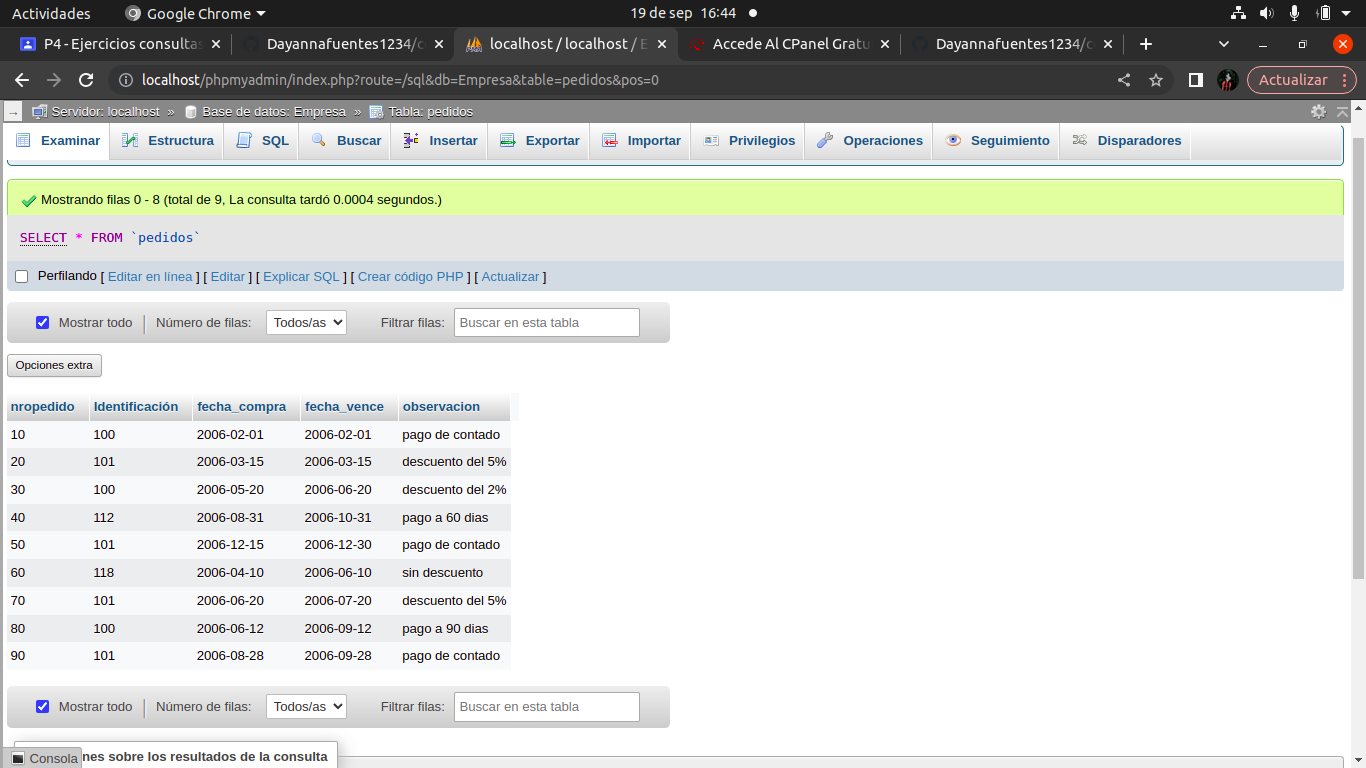 Actividades Google Chrome 19 de sep 16:44
P4 - Ejercicios consultas Dayannafuentes1234/c localhost / localhost / E Accede Al CPanel Gratu Dayannafuentes1234/c
localhost/phpmyadmin/index.php?route=/sql&db=Empresa&table=pedidos&pos=0 Actualizar
Servidor: localhost » Base de datos: Empresa » Tabla: pedidos
Examinar Estructura SQL Buscar Insertar Exportar Importar Privilegios Operaciones Seguimiento Disparadores
Mostrando filas 0 - 8 (total de 9, La consulta tardó 0.0004 segundos.)
SELECT * FROM `pedidos`
Perfilando [ Editar en línea ] [ Editar ] [ Explicar SQL ] [ Crear código PHP ] [ Actualizar ]
Mostrar todo Número de filas: Todos/as Filtrar filas: Buscar en esta tabla
Opciones extra
nropedido Identificación fecha_compra fecha_vence observacion
10 100 2006-02-01 2006-02-01 pago de contado
20 101 2006-03-15 2006-03-15 descuento del 5%
30 100 2006-05-20 2006-06-20 descuento del 2%
40 112 2006-08-31 2006-10-31 pago a 60 dias
50 101 2006-12-15 2006-12-30 pago de contado
60 118 2006-04-10 2006-06-10 sin descuento
70 101 2006-06-20 2006-07-20 descuento del 5%
80 100 2006-06-12 2006-09-12 pago a 90 dias
90 101 2006-08-28 2006-09-28 pago de contado
Mostrar todo Número de filas: Todos/as Filtrar filas: Buscar en esta tabla
Consola nes sobre los resultados de la consulta